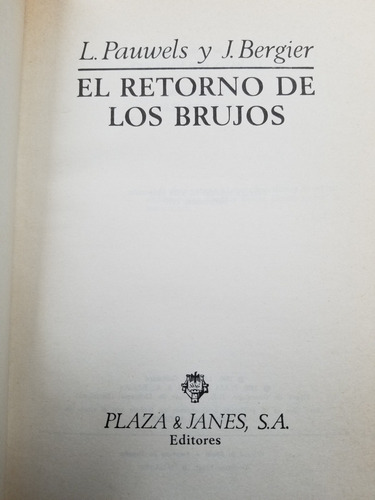 L. Pauwels y J. Bergier
EL RETORNO DE
LOS BRUJOS
PLAZA & JANES, S.A.
Editores